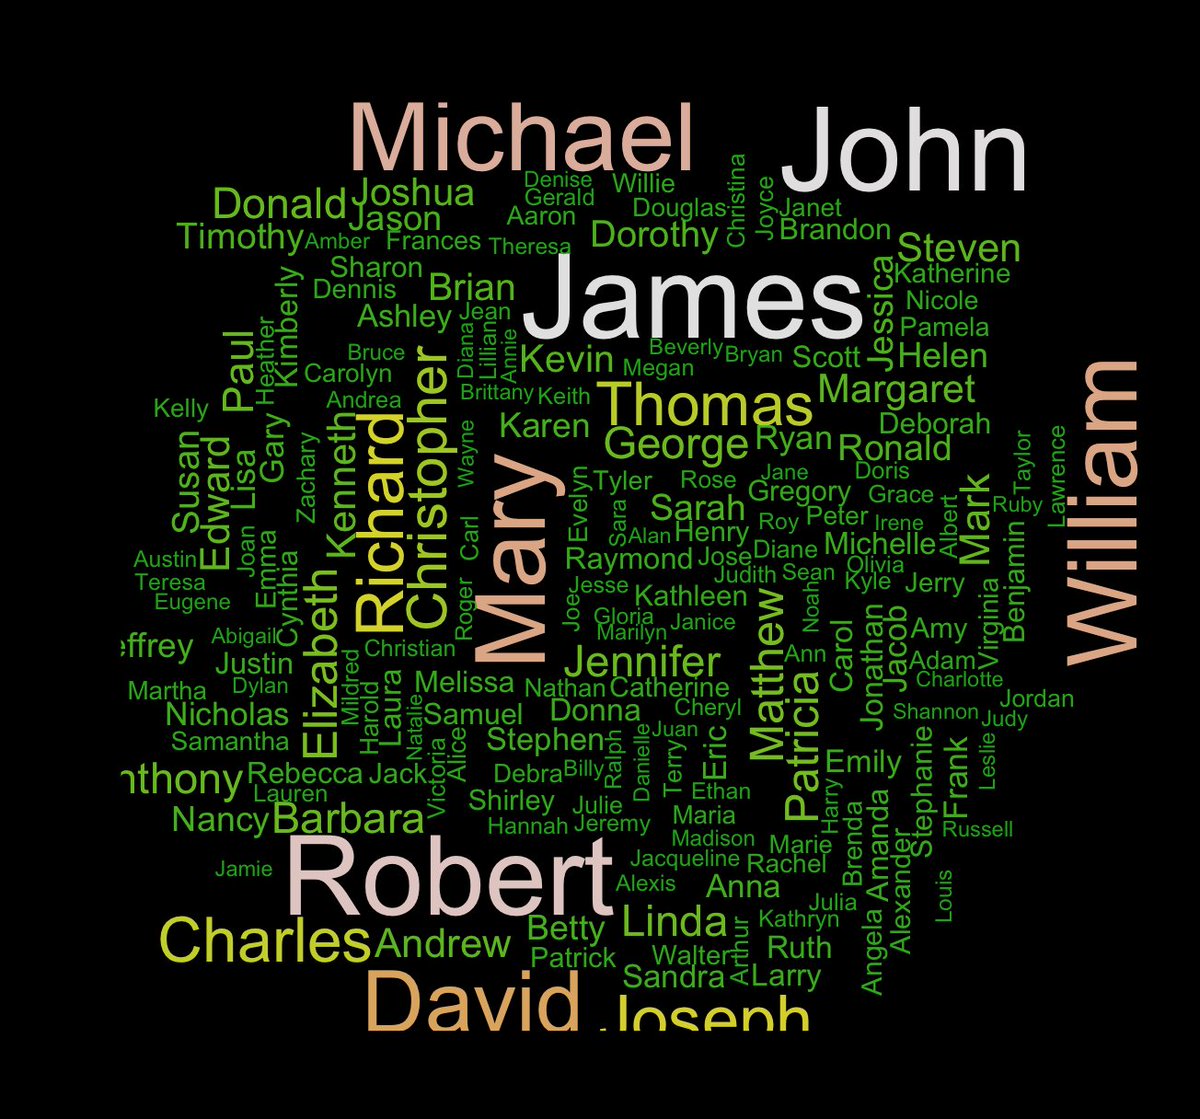 Michael
John
Denise
Willie
Christina
Joshua
Donald
Gerald
Joyce
Douglas
Janet
Jason
Aaron
Timothy
Amber
Frances
Theresa
Dorothy
Brandon
Steven
Sharon
James
Jessica
Katherine
Kimberly
Dennis
Brian
Nicole
Ashley
Jean
Pamela
Paul
Heather
Bruce
Diana
Lillian
Annie
Kevin
Beverly
Bryan
Scott
Helen
Carolyn
Megan
William
Andrea
Christopher
Brittany
Keith
Thomas
Margaret
Kelly
Richard
Karen
Deborah
Susan
Edward
Lisa
Gary
Zachary
Kenneth
Wayne
George
Ryan
Ronald
Mary
Evelyn
Tyler
Rose
Jane
Doris
Taylor
Lawrence
Gregory
Grace
Mark
Ruby
Sara
Sarah
Peter
Irene
Albert
Carl
Alan
Henry
Roy
Austin
Joan
Emma
Raymond
Jose
Diane
Michelle
Benjamin
Teresa
Cynthia
Judith
Sean
Olivia
Kyle
Jerry
Eugene
Elizabeth
Roger
Joe
Jesse
Kathleen
Noah
Virginia
Gloria
Marilyn
Janice
Matthew
Carol
Jonathan
Jacob
Amy
effrey
Abigail
Christian
Justin
Mildred
Jennifer
Ann
Adam
Martha
Dylan
Harold
Laura
Melissa
Nathan
Catherine
Patricia
Charlotte
Jordan
Nicholas
Natalie
Samuel
Donna
Cheryl
Shannon
Judy
Samantha
Victoria
Alice
Stephen
Ralph
Danielle
Juan
Terry
Eric
Emily
Stephanie
Frank
Leslie
nthony
Rebecca
Jack
Debra
Billy
Lauren
Ethan
Harry
Nancy
Barbara
Shirley
Julie
Maria
Brenda
Amanda
Hannah
Jeremy
Russell
Robert
Madison
Marie
Alexander
Jamie
Jacqueline
Rachel
Alexis
Anna
Louis
Charles
Andrew
Betty
Linda
Arthur
Kathryn
Julia
Angela
Patrick
Walter
Ruth
David
Sandra
Larry
Joseph